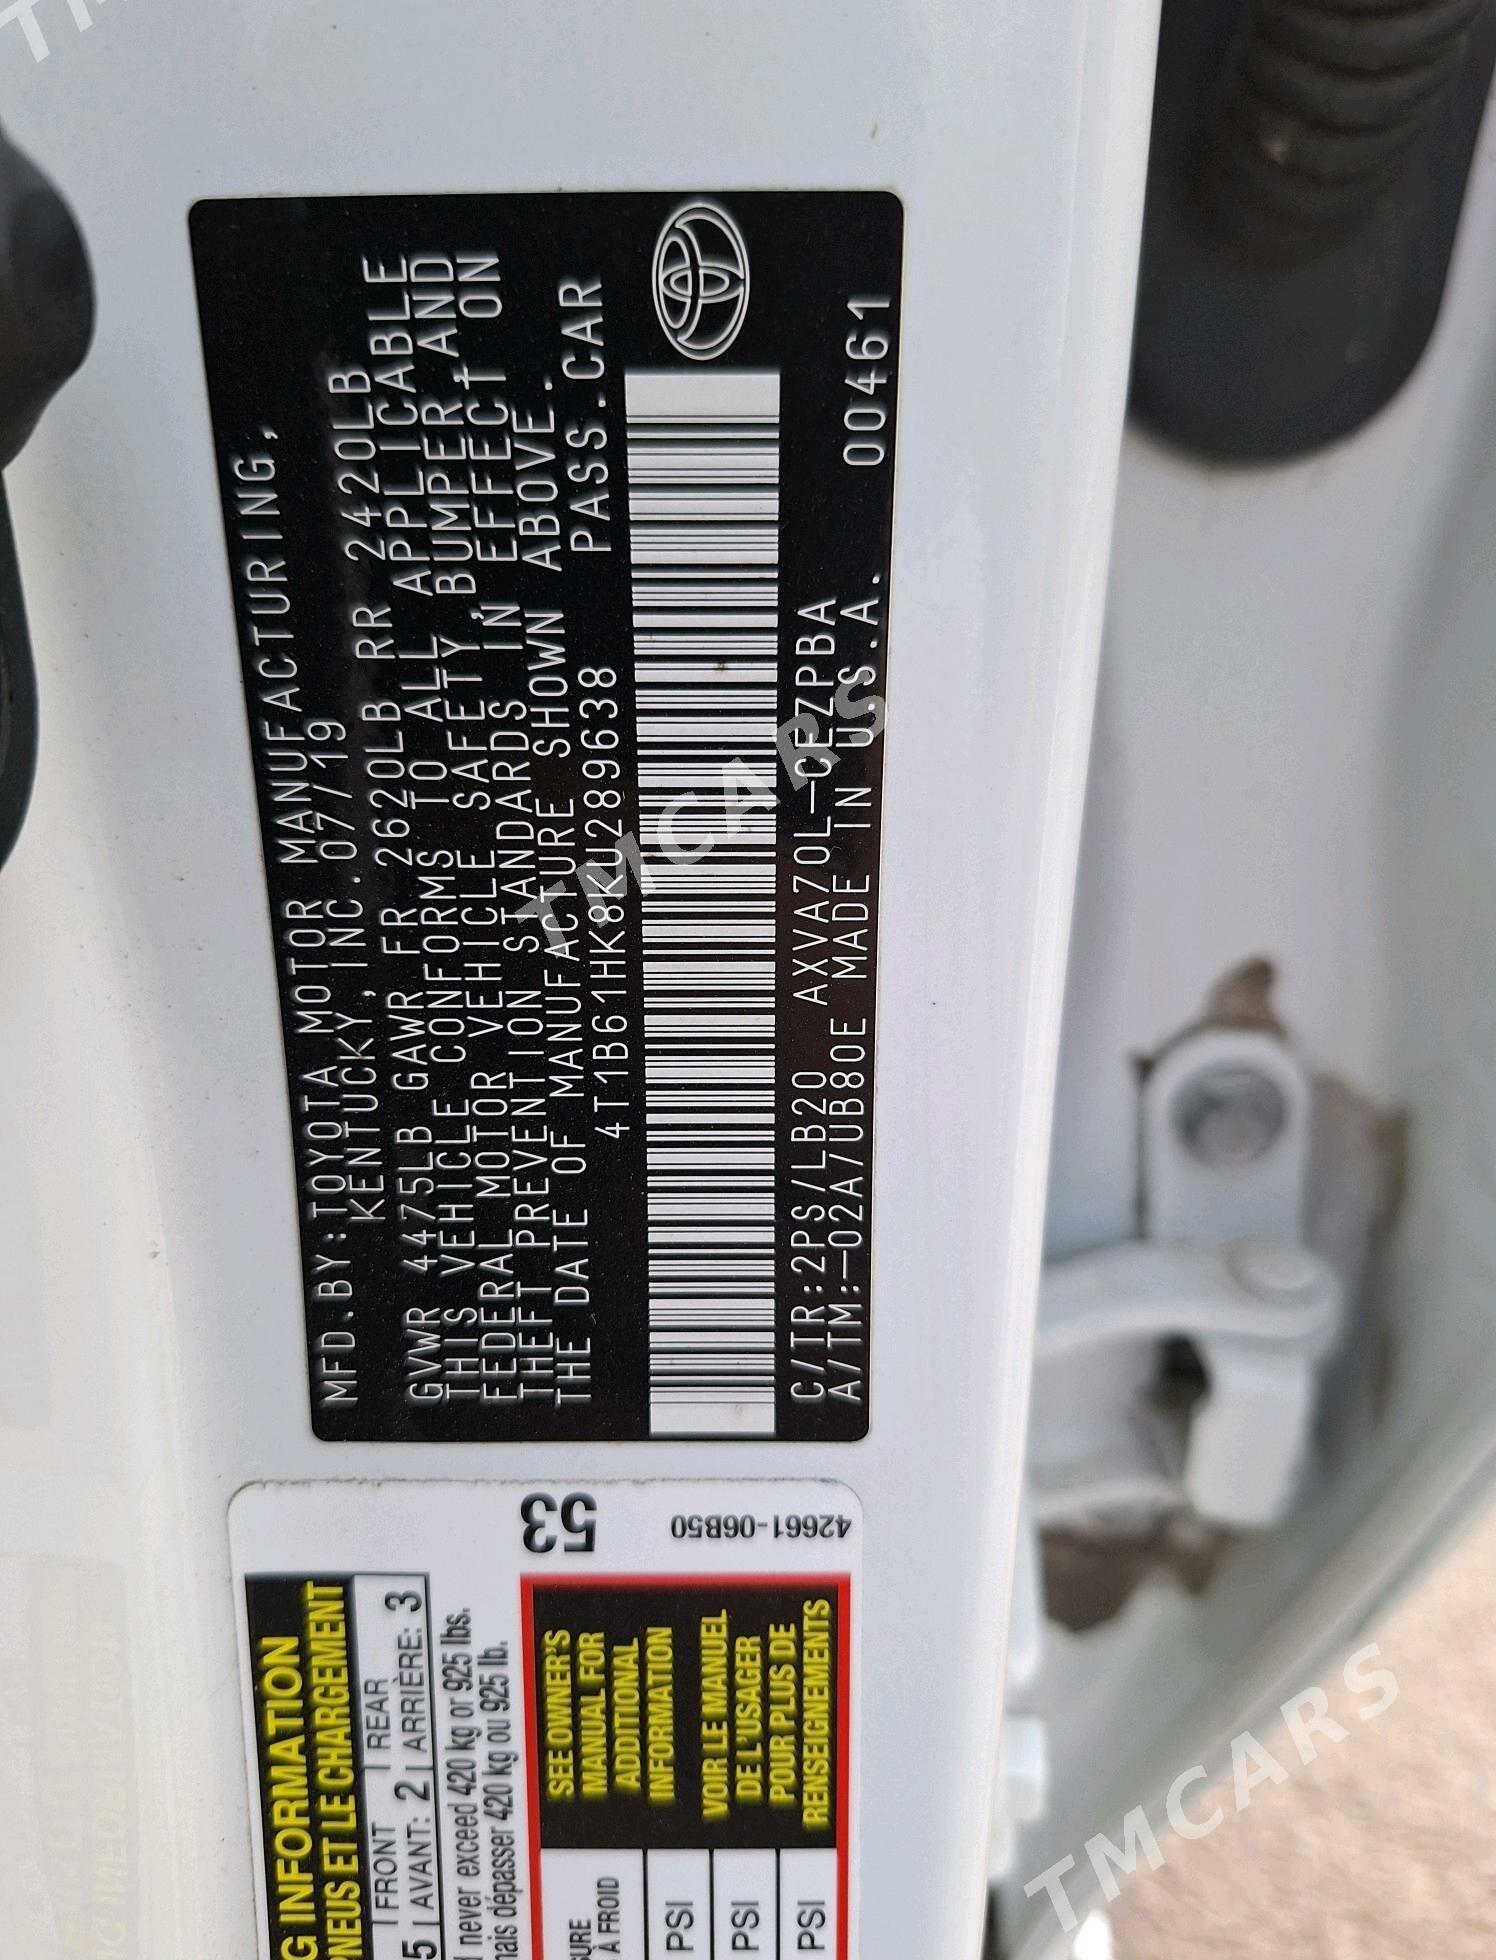 MFD.BY:TOYOTA MOTOR MANUFACTURING,
KENTUCKY, INC. 07/19
GVWR 4475LB GAWR FR 2620LB RR 2420LB
THIS VEHICLE CONFORMS TO ALL APPLICABLE
FEDERAL MOTOR VEHICLE SAFETY, BUMPER, AND
THEFT PREVENTION STANDARDS IN EFFECT ON
THE DATE OF MANUFACTURE SHOWN ABOVE.
4T1B61HK8KU289638 PASS.CAR
C/TR:2PS/LB20 AXVA70L-CEZPBA
A/TM:-02A/UB80E MADE IN U.S.A. 00461
53
42661-06B50
G INFORMATION
PNEUS ET LE CHARGEMENT
FRONT REAR
5 AVANT: 2 ARRIÈRE: 3
never exceed 420 kg or 925 lbs.
mais dépasser 420 kg ou 925 lb.
SEE OWNER'S
MANUAL FOR
ADDITIONAL
INFORMATION
VOIR LE MANUEL
DE L'USAGER
POUR PLUS DE
RENSEIGNEMENTS
À FROID
PSI
PSI
PSI
TMCARS
TMCARS